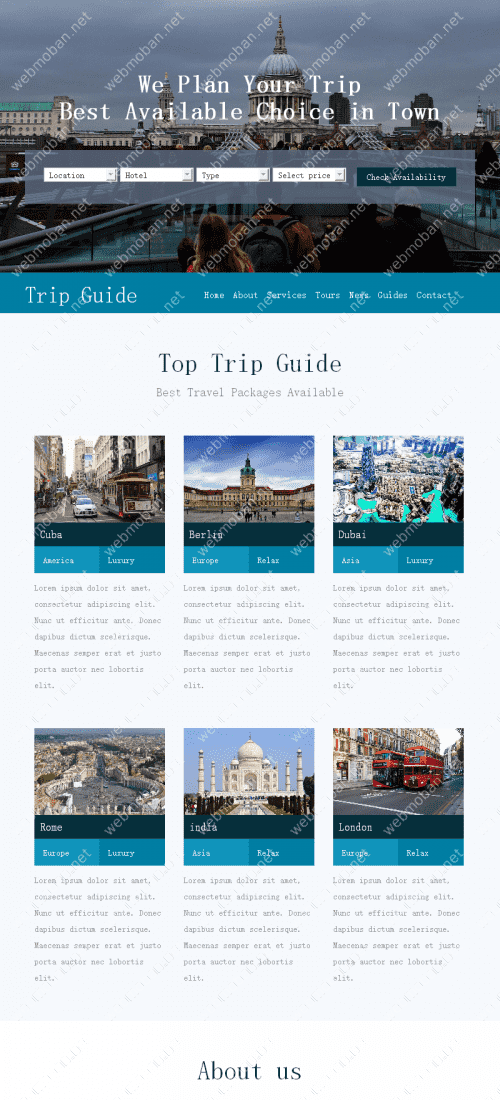 We Plan Your Trip
Best Available Choice in Town
Location Hotel Type Select price Check Availability
Trip Guide Home About Services Tours News Guides Contact
Top Trip Guide
Best Travel Packages Available
Cuba Berlin Dubai
America Luxury Europe Relax Asia Luxury
Lorem ipsum dolor sit amet, Lorem ipsum dolor sit amet, Lorem ipsum dolor sit amet,
consectetur adipiscing elit. consectetur adipiscing elit. consectetur adipiscing elit.
Nunc ut efficitur ante. Donec Nunc ut efficitur ante. Donec Nunc ut efficitur ante. Donec
dapibus dictum scelerisque. dapibus dictum scelerisque. dapibus dictum scelerisque.
Maecenas semper erat et justo Maecenas semper erat et justo Maecenas semper erat et justo
porta auctor nec lobortis porta auctor nec lobortis porta auctor nec lobortis
elit. elit. elit.
Rome india London
Europe Luxury Asia Relax Europe Relax
Lorem ipsum dolor sit amet, Lorem ipsum dolor sit amet, Lorem ipsum dolor sit amet,
consectetur adipiscing elit. consectetur adipiscing elit. consectetur adipiscing elit.
Nunc ut efficitur ante. Donec Nunc ut efficitur ante. Donec Nunc ut efficitur ante. Donec
dapibus dictum scelerisque. dapibus dictum scelerisque. dapibus dictum scelerisque.
Maecenas semper erat et justo Maecenas semper erat et justo Maecenas semper erat et justo
porta auctor nec lobortis porta auctor nec lobortis porta auctor nec lobortis
elit. elit. elit.
About us
webmoban.net